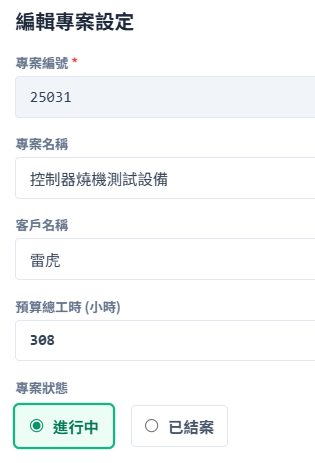 編輯專案設定
專案編號 *
25031
專案名稱
控制器燒機測試設備
客戶名稱
雷虎
預算總工時 (小時)
308
專案狀態
進行中 已結案